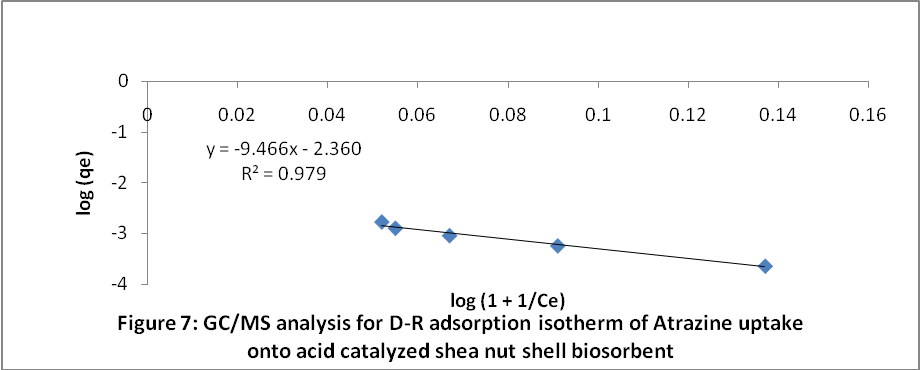 0
0 0.02 0.04 0.06 0.08 0.1 0.12 0.14 0.16
-1
y = -9.466x - 2.360
R² = 0.979
-2
-3
-4
log (qe)
log (1 + 1/Ce)
Figure 7: GC/MS analysis for D-R adsorption isotherm of Atrazine uptake
onto acid catalyzed shea nut shell biosorbent